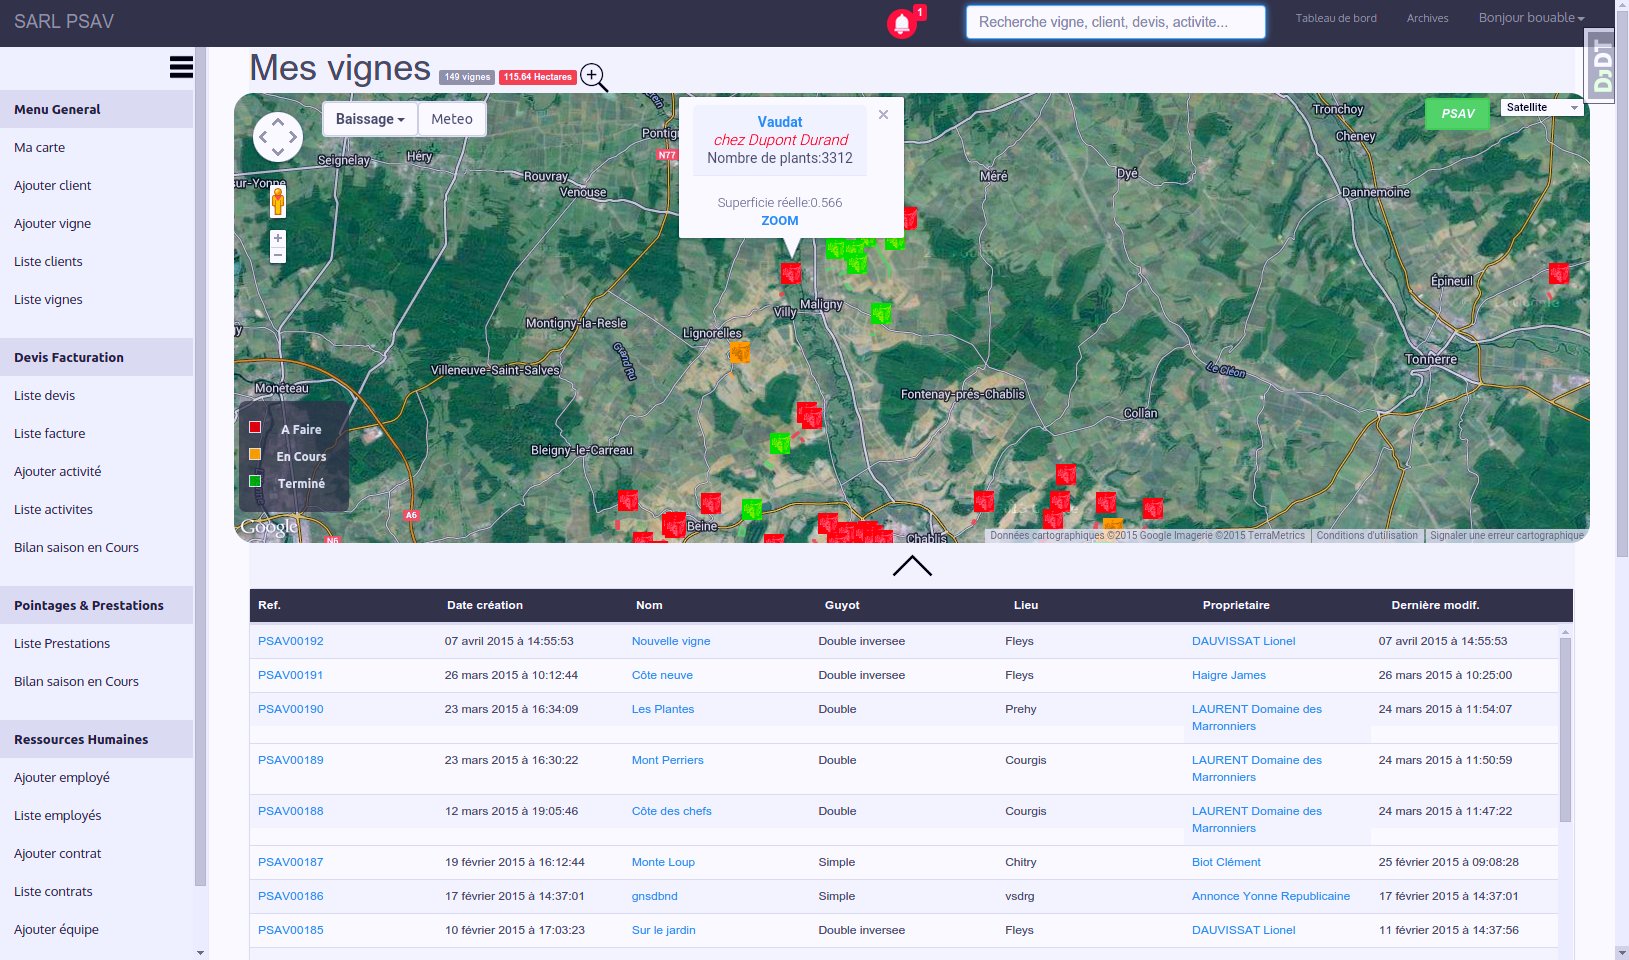 SARL PSAV
1
Recherche vigne, client, devis, activite...
Tableau de bord
Archives
Bonjour bouable
DjDT
Menu General
Ma carte
Ajouter client
Ajouter vigne
Liste clients
Liste vignes
Devis Facturation
Liste devis
Liste facture
Ajouter activité
Liste activites
Bilan saison en Cours
Pointages & Prestations
Liste Prestations
Bilan saison en Cours
Ressources Humaines
Ajouter employé
Liste employés
Ajouter contrat
Liste contrats
Ajouter équipe
Mes vignes 149 vignes 115.64 Hectares
Baissage Meteo
PSAV
Satellite
Vaudat
chez Dupont Durand
Nombre de plants:3312
Superficie réelle:0.566
ZOOM
Tronchoy
Cheney
Seignelay
Héry
N77
Rouvray
Venouse
Méré
Dyé
Dannemoine
Épineuil
Maligny
Villy
Montigny-la-Resle
Lignorelles
Grand Ru
Villeneuve-Saint-Salves
Monéteau
Tonnerre
Le Cléon
Fontenay-prés-Chablis
Collan
Bleigny-le-Carreau
A Faire
En Cours
Terminé
A6
N6
Beine
Chablis
Google
Données cartographiques ©2015 Google Imagerie ©2015 TerraMetrics Conditions d'utilisation Signaler une erreur cartographique
Ref. Date création Nom Guyot Lieu Proprietaire Dernière modif.
PSAV00192 07 avril 2015 à 14:55:53 Nouvelle vigne Double inversee Fleys DAUVISSAT Lionel 07 avril 2015 à 14:55:53
PSAV00191 26 mars 2015 à 10:12:44 Côte neuve Double inversee Fleys Haigre James 26 mars 2015 à 10:25:00
PSAV00190 23 mars 2015 à 16:34:09 Les Plantes Double Prehy LAURENT Domaine des 24 mars 2015 à 11:54:07
Marronniers
PSAV00189 23 mars 2015 à 16:30:22 Mont Perriers Double Courgis LAURENT Domaine des 24 mars 2015 à 11:50:59
Marronniers
PSAV00188 12 mars 2015 à 19:05:46 Côte des chefs Double Courgis LAURENT Domaine des 24 mars 2015 à 11:47:22
Marronniers
PSAV00187 19 février 2015 à 16:12:44 Monte Loup Simple Chitry Biot Clément 25 février 2015 à 09:08:28
PSAV00186 17 février 2015 à 14:37:01 gnsdbnd Simple vsdrg Annonce Yonne Republicaine 17 février 2015 à 14:37:01
PSAV00185 10 février 2015 à 17:03:23 Sur le jardin Double inversee Fleys DAUVISSAT Lionel 11 février 2015 à 14:37:56